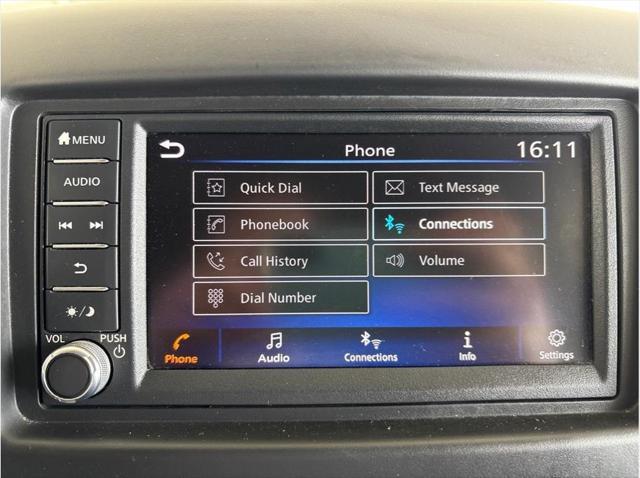 MENU
AUDIO
VOL PUSH
Phone 16:11
Quick Dial
Text Message
Phonebook
Connections
Call History
Volume
Dial Number
Phone
Audio
Connections
Info
Settings